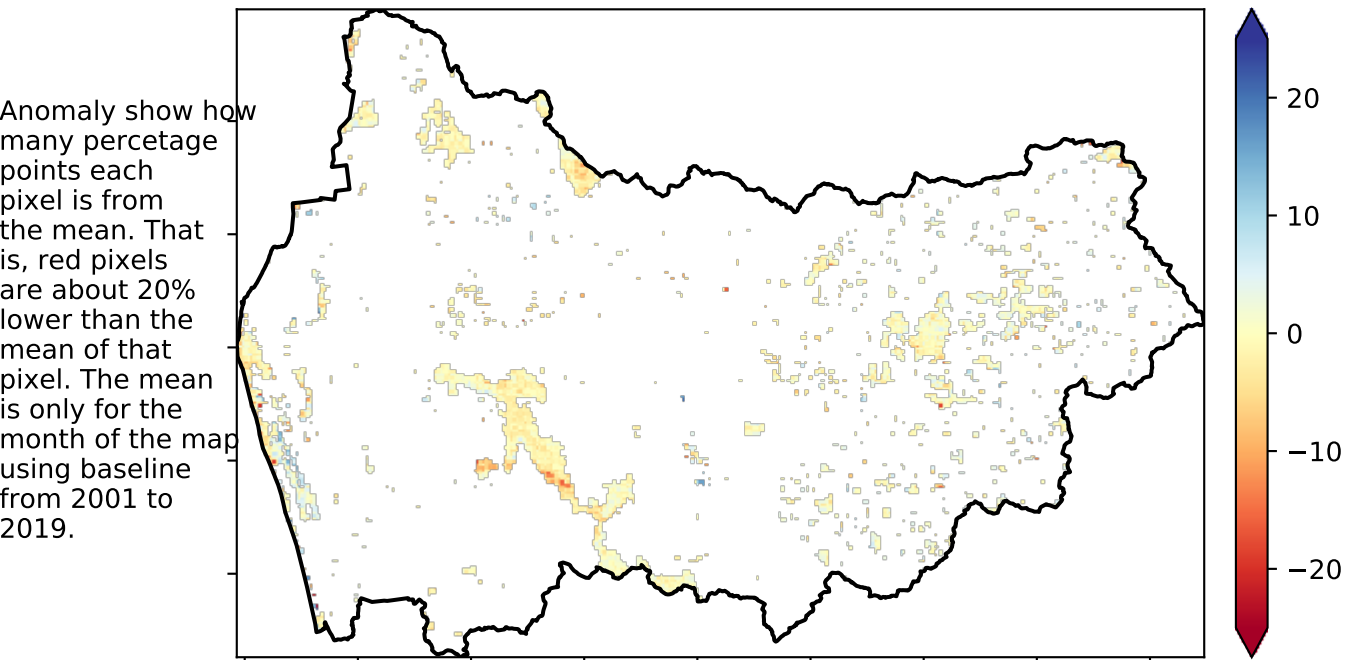 Anomaly show how
many percetage
points each
pixel is from
the mean. That
is, red pixels
are about 20%
lower than the
mean of that
pixel. The mean
is only for the
month of the map
using baseline
from 2001 to
2019.
20
10
0
−10
−20